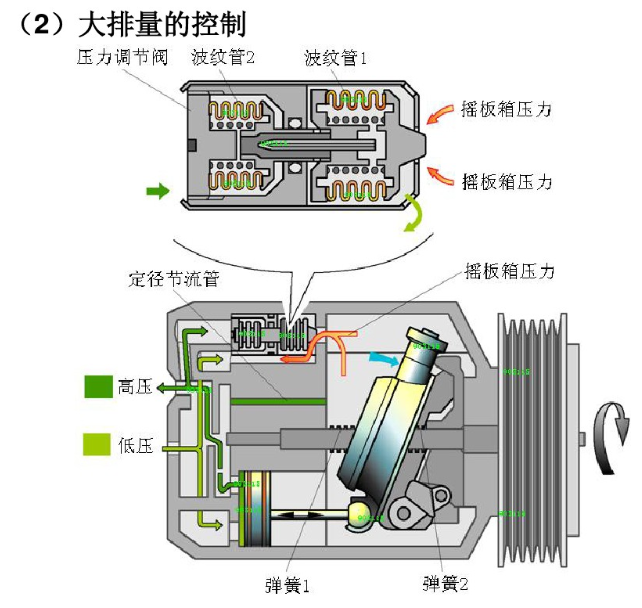 （2）大排量的控制
压力调节阀 波纹管2 波纹管1
摇板箱压力
摇板箱压力
定径节流管
摇板箱压力
高压
低压
弹簧1
弹簧2